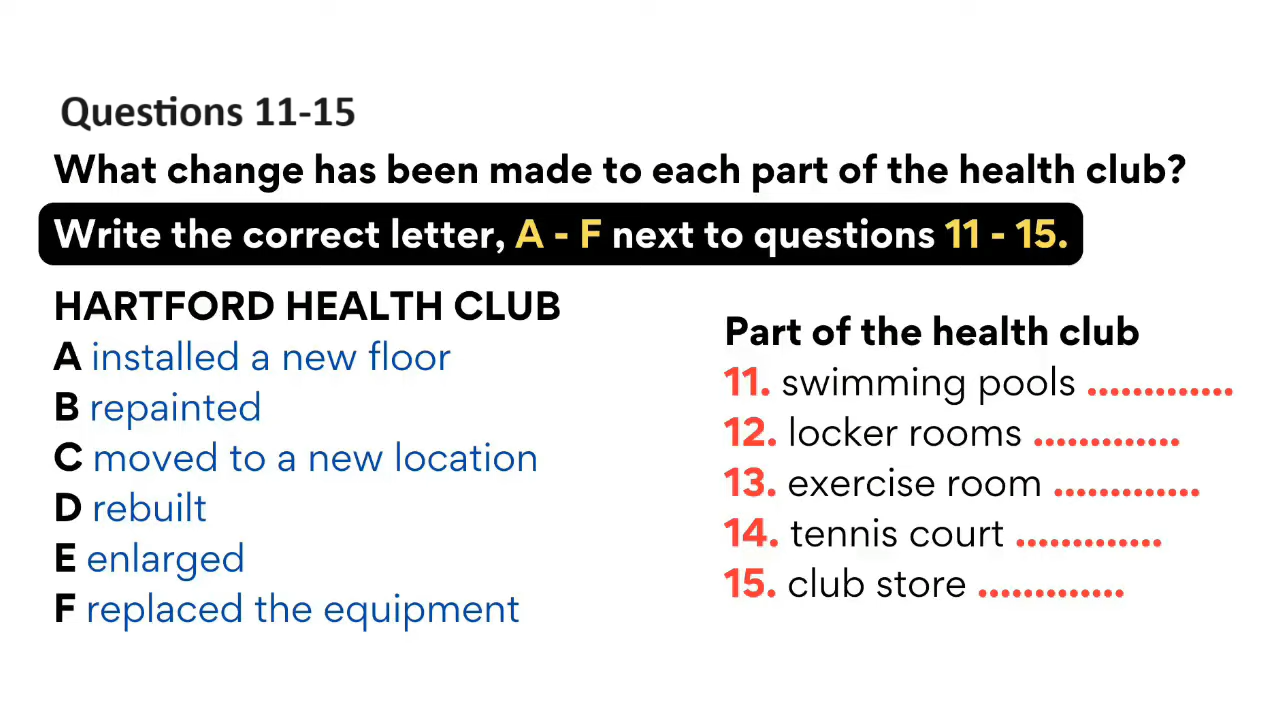 Questions 11-15
What change has been made to each part of the health club?
Write the correct letter, A - F next to questions 11 - 15.
HARTFORD HEALTH CLUB
A installed a new floor
B repainted
C moved to a new location
D rebuilt
E enlarged
F replaced the equipment
Part of the health club
11. swimming pools .............
12. locker rooms .............
13. exercise room .............
14. tennis court .............
15. club store .............